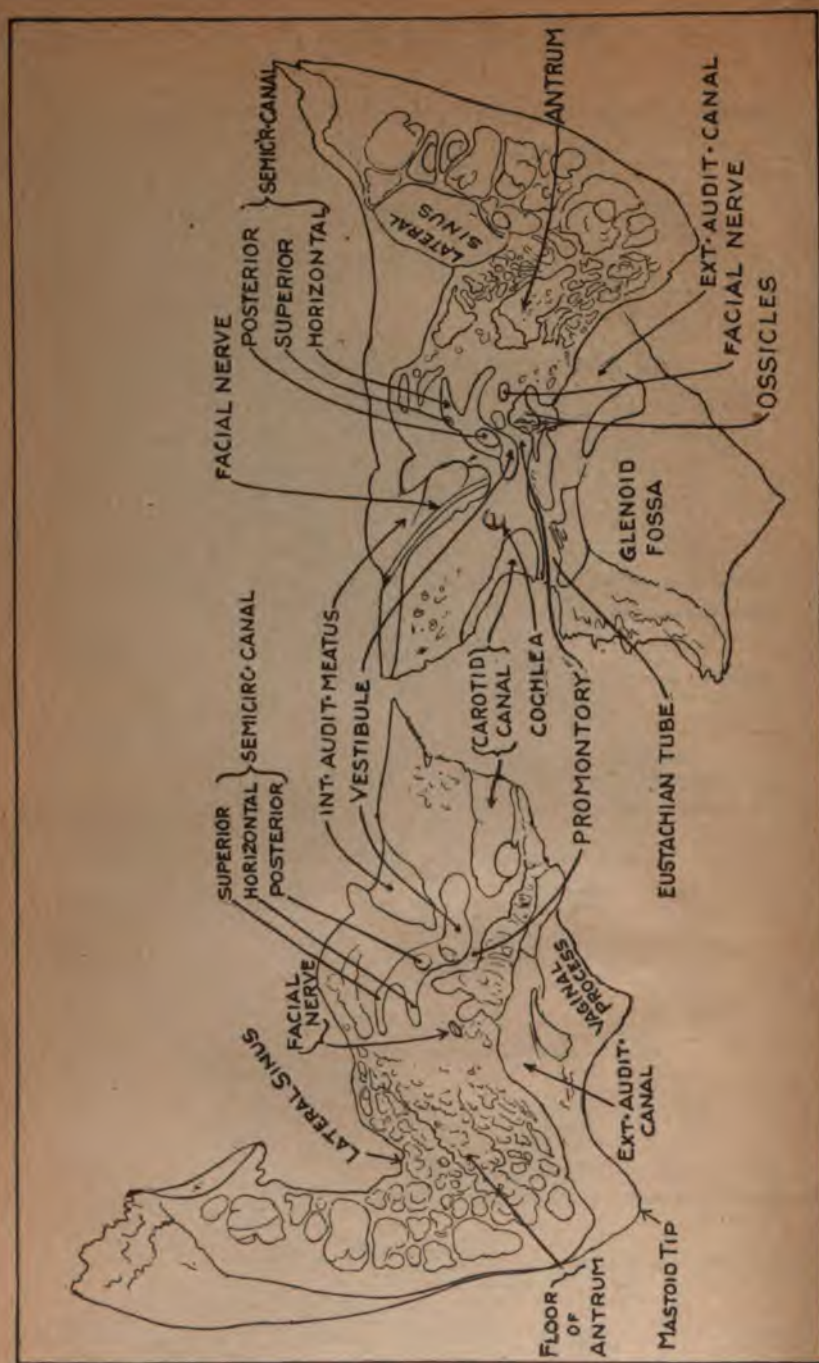 SUPERIOR
HORIZONTAL
POSTERIOR
SEMICIRC·CANAL
INT·AUDIT·MEATUS
VESTIBULE
FACIAL
NERVE
LATERAL SINUS
CAROTID
CANAL
COCHLEA
PROMONTORY
EUSTACHIAN TUBE
VAGINAL
PROCESS
EXT·AUDIT·
CANAL
FLOOR
OF
ANTRUM
MASTOID TIP
FACIAL NERVE
POSTERIOR
SUPERIOR
HORIZONTAL
SEMICR·CANAL
LATERAL
SINUS
ANTRUM
EXT·AUDIT·CANAL
FACIAL NERVE
OSSICLES
GLENOID
FOSSA